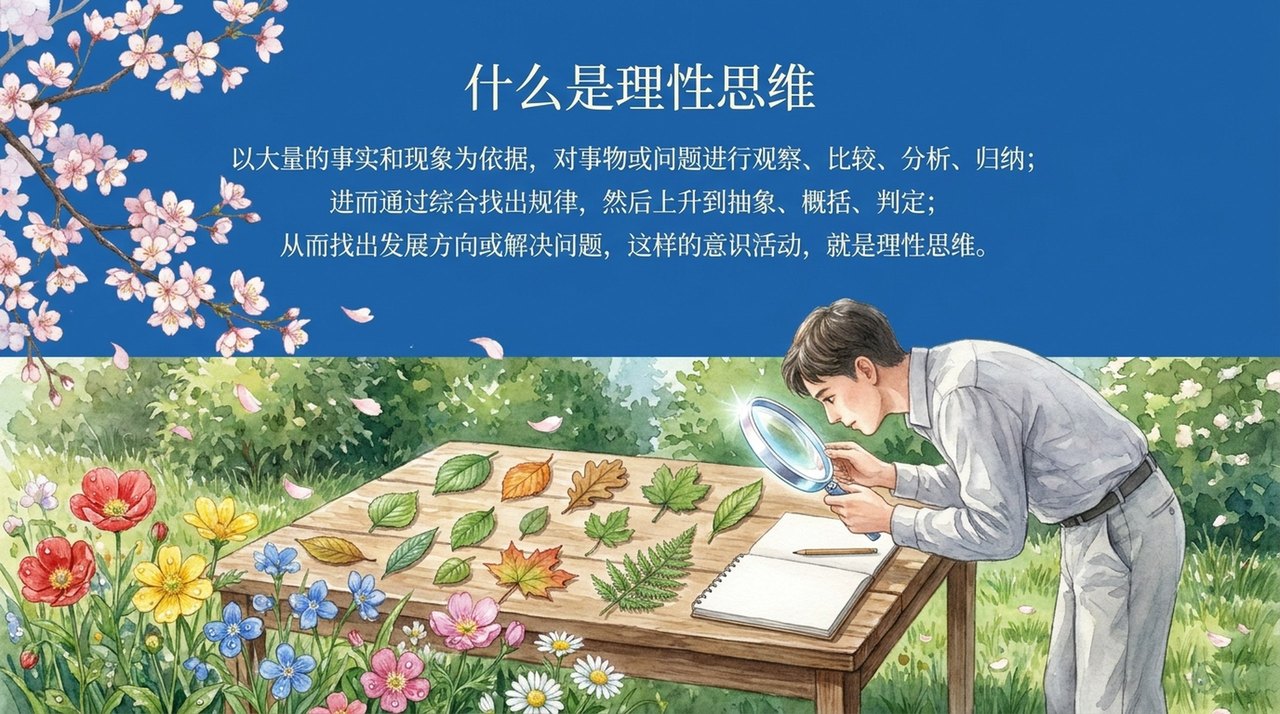 什么是理性思维
以大量的事实和现象为依据，对事物或问题进行观察、比较、分析、归纳；
进而通过综合找出规律，然后上升到抽象、概括、判定；
从而找出发展方向或解决问题，这样的意识活动，就是理性思维。